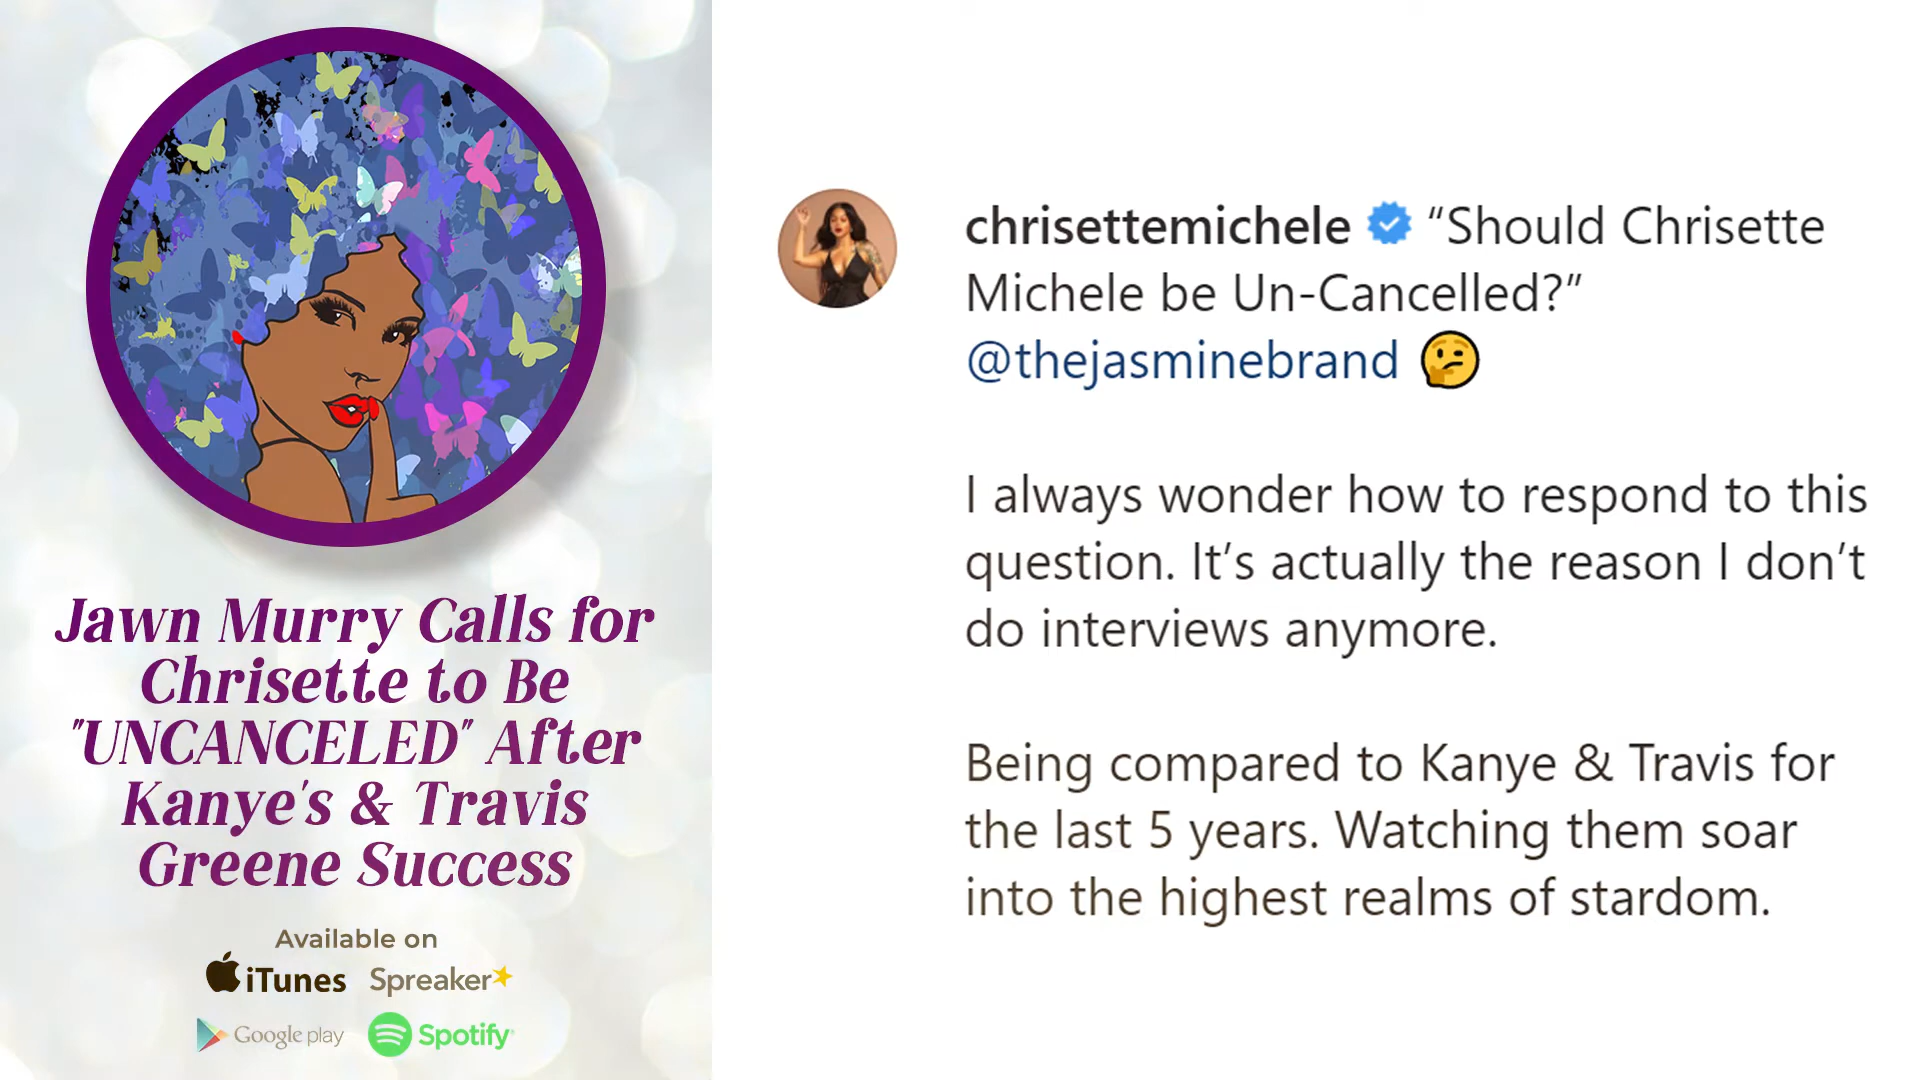 Jawn Murry Calls for
Chrisette to Be
"UNCANCELED" After
Kanye's & Travis
Greene Success
Available on
iTunes Spreaker
Google play Spotify
chrisettemichele “Should Chrisette
Michele be Un-Cancelled?”
@thejasminebrand 🤔
I always wonder how to respond to this
question. It’s actually the reason I don’t
do interviews anymore.
Being compared to Kanye & Travis for
the last 5 years. Watching them soar
into the highest realms of stardom.